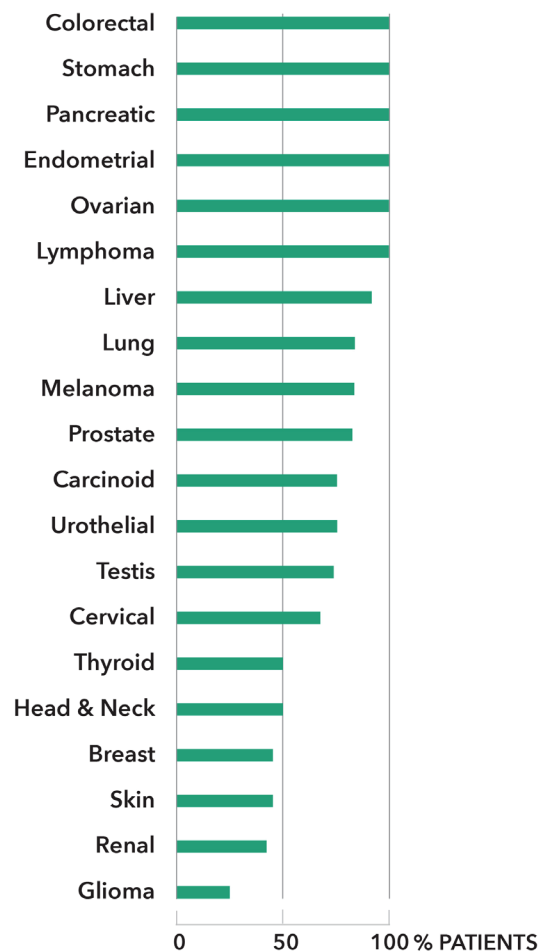 Colorectal
Stomach
Pancreatic
Endometrial
Ovarian
Lymphoma
Liver
Lung
Melanoma
Prostate
Carcinoid
Urothelial
Testis
Cervical
Thyroid
Head & Neck
Breast
Skin
Renal
Glioma
0 50 100 % PATIENTS